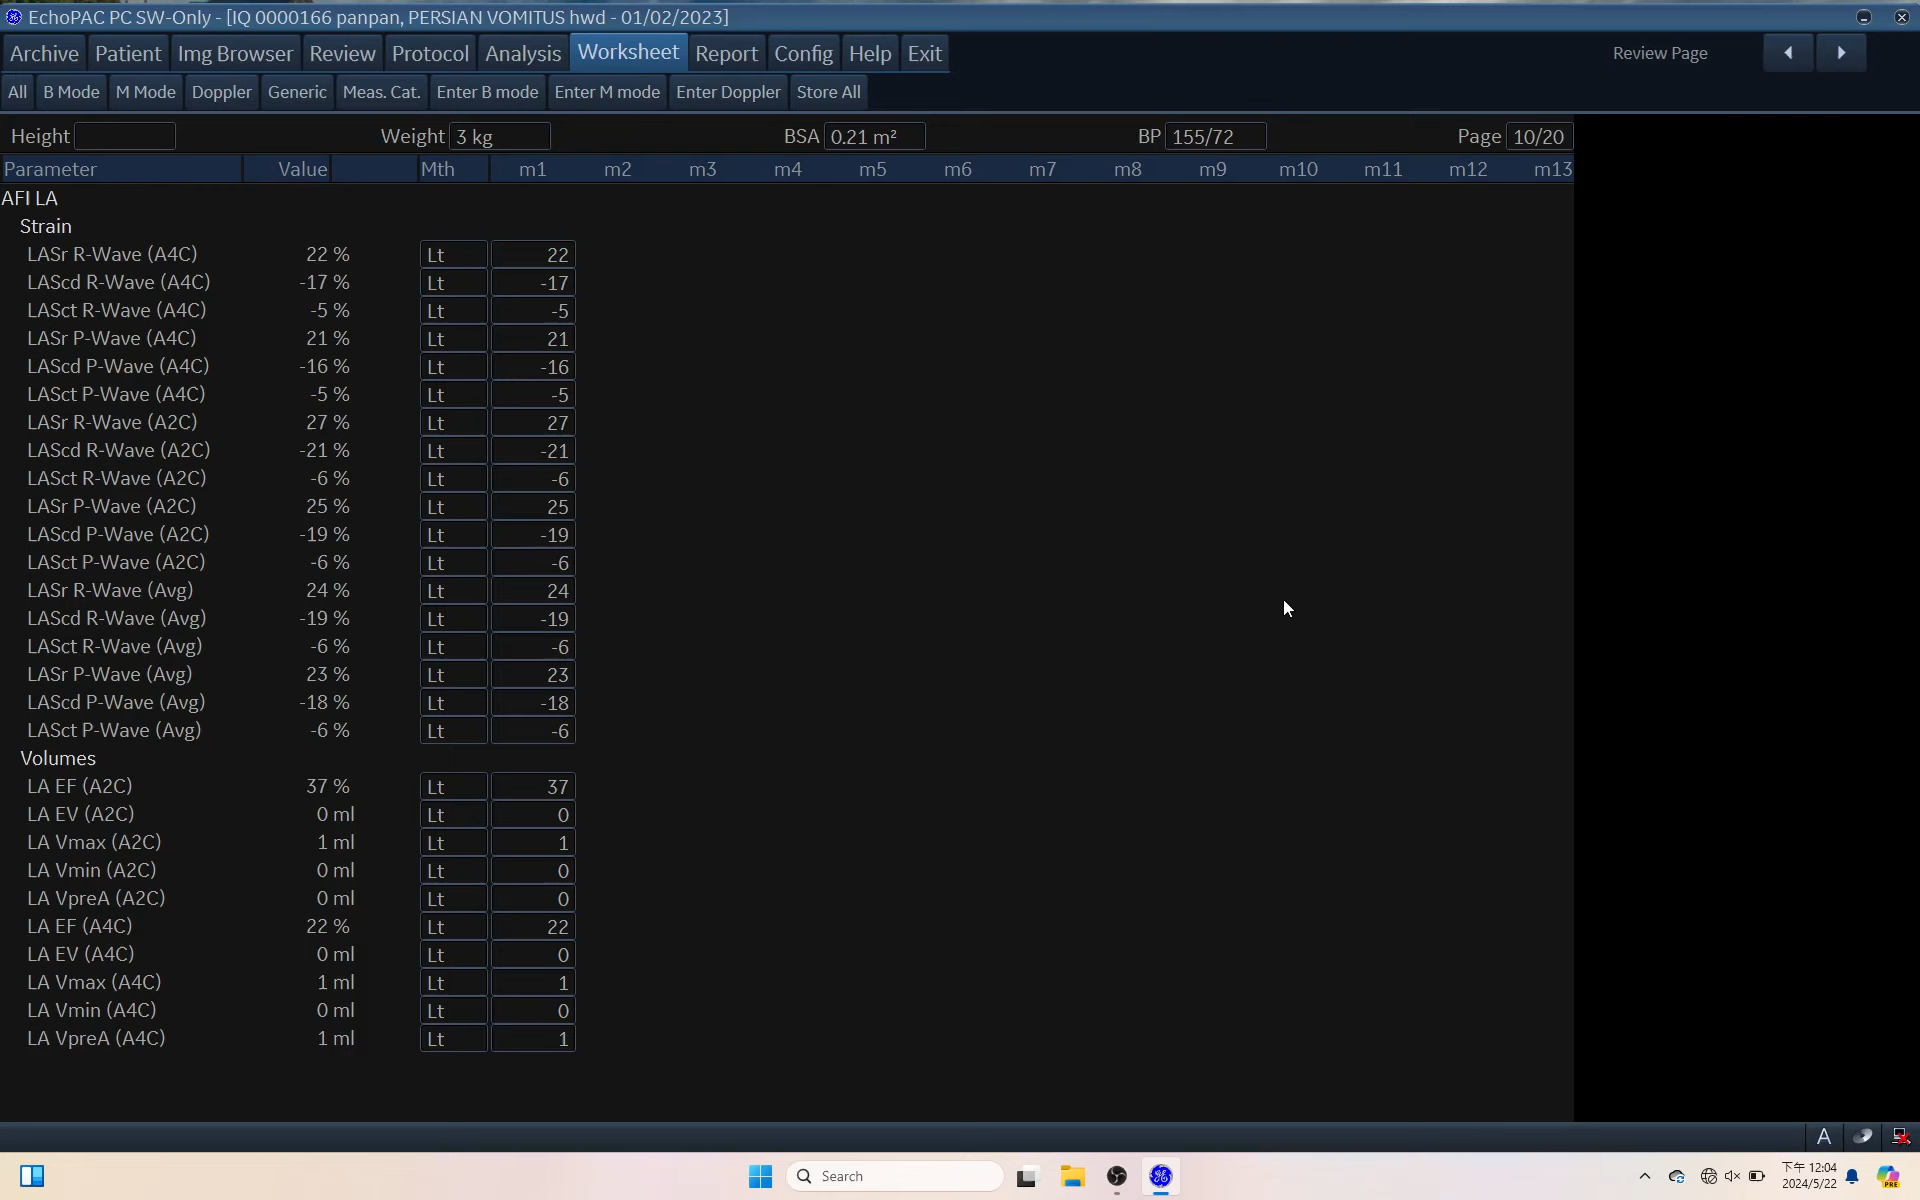 EchoPAC PC SW-Only - [IQ 0000166 panpan, PERSIAN VOMITUS hwd - 01/02/2023]
Archive Patient Img Browser Review Protocol Analysis Worksheet Report Config Help Exit Review Page
All B Mode M Mode Doppler Generic Meas. Cat. Enter B mode Enter M mode Enter Doppler Store All
Height Weight 3 kg BSA 0.21 m² BP 155/72 Page 10/20
Parameter Value Mth m1 m2 m3 m4 m5 m6 m7 m8 m9 m10 m11 m12 m13
AFI LA
Strain
LASr R-Wave (A4C) 22 % Lt 22
LAScd R-Wave (A4C) -17 % Lt -17
LASct R-Wave (A4C) -5 % Lt -5
LASr P-Wave (A4C) 21 % Lt 21
LAScd P-Wave (A4C) -16 % Lt -16
LASct P-Wave (A4C) -5 % Lt -5
LASr R-Wave (A2C) 27 % Lt 27
LAScd R-Wave (A2C) -21 % Lt -21
LASct R-Wave (A2C) -6 % Lt -6
LASr P-Wave (A2C) 25 % Lt 25
LAScd P-Wave (A2C) -19 % Lt -19
LASct P-Wave (A2C) -6 % Lt -6
LASr R-Wave (Avg) 24 % Lt 24
LAScd R-Wave (Avg) -19 % Lt -19
LASct R-Wave (Avg) -6 % Lt -6
LASr P-Wave (Avg) 23 % Lt 23
LAScd P-Wave (Avg) -18 % Lt -18
LASct P-Wave (Avg) -6 % Lt -6
Volumes
LA EF (A2C) 37 % Lt 37
LA EV (A2C) 0 ml Lt 0
LA Vmax (A2C) 1 ml Lt 1
LA Vmin (A2C) 0 ml Lt 0
LA VpreA (A2C) 0 ml Lt 0
LA EF (A4C) 22 % Lt 22
LA EV (A4C) 0 ml Lt 0
LA Vmax (A4C) 1 ml Lt 1
LA Vmin (A4C) 0 ml Lt 0
LA VpreA (A4C) 1 ml Lt 1
A
Search
下午 12:04
2024/5/22
PRE